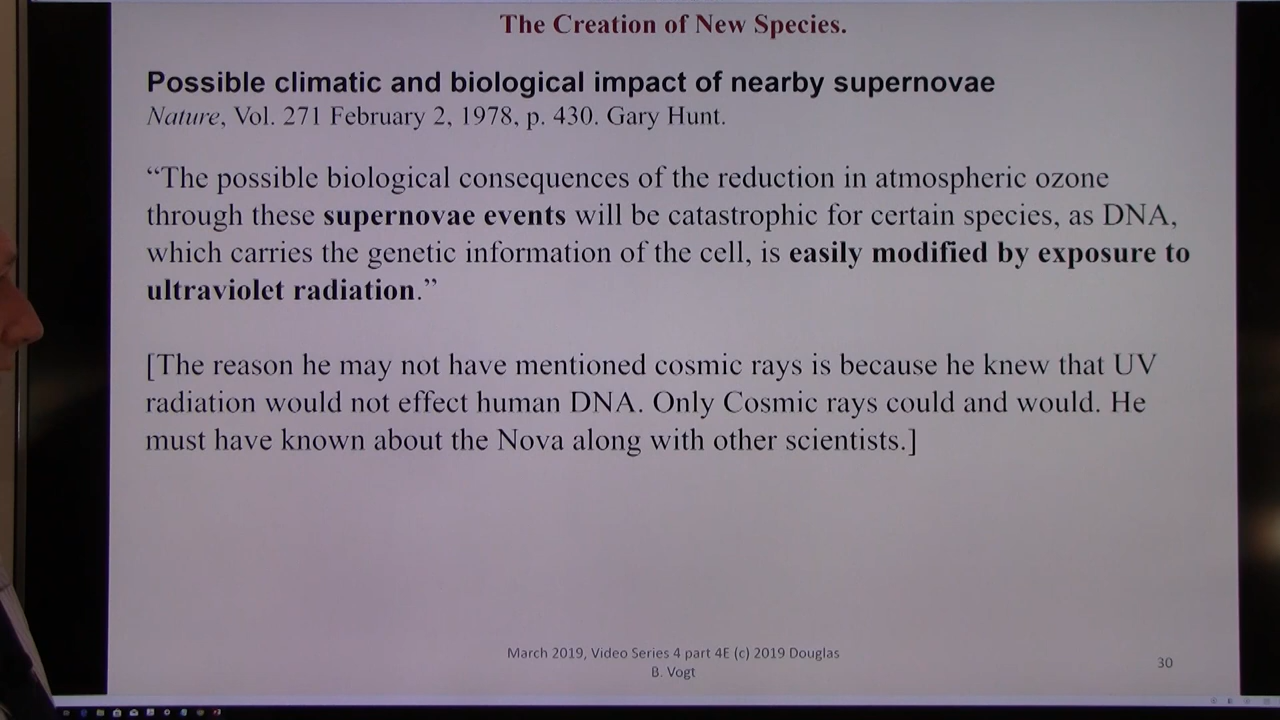 The Creation of New Species.
Possible climatic and biological impact of nearby supernovae
Nature, Vol. 271 February 2, 1978, p. 430. Gary Hunt.
“The possible biological consequences of the reduction in atmospheric ozone
through these supernovae events will be catastrophic for certain species, as DNA,
which carries the genetic information of the cell, is easily modified by exposure to
ultraviolet radiation.”
[The reason he may not have mentioned cosmic rays is because he knew that UV
radiation would not effect human DNA. Only Cosmic rays could and would. He
must have known about the Nova along with other scientists.]
March 2019, Video Series 4 part 4E (c) 2019 Douglas
B. Vogt
30